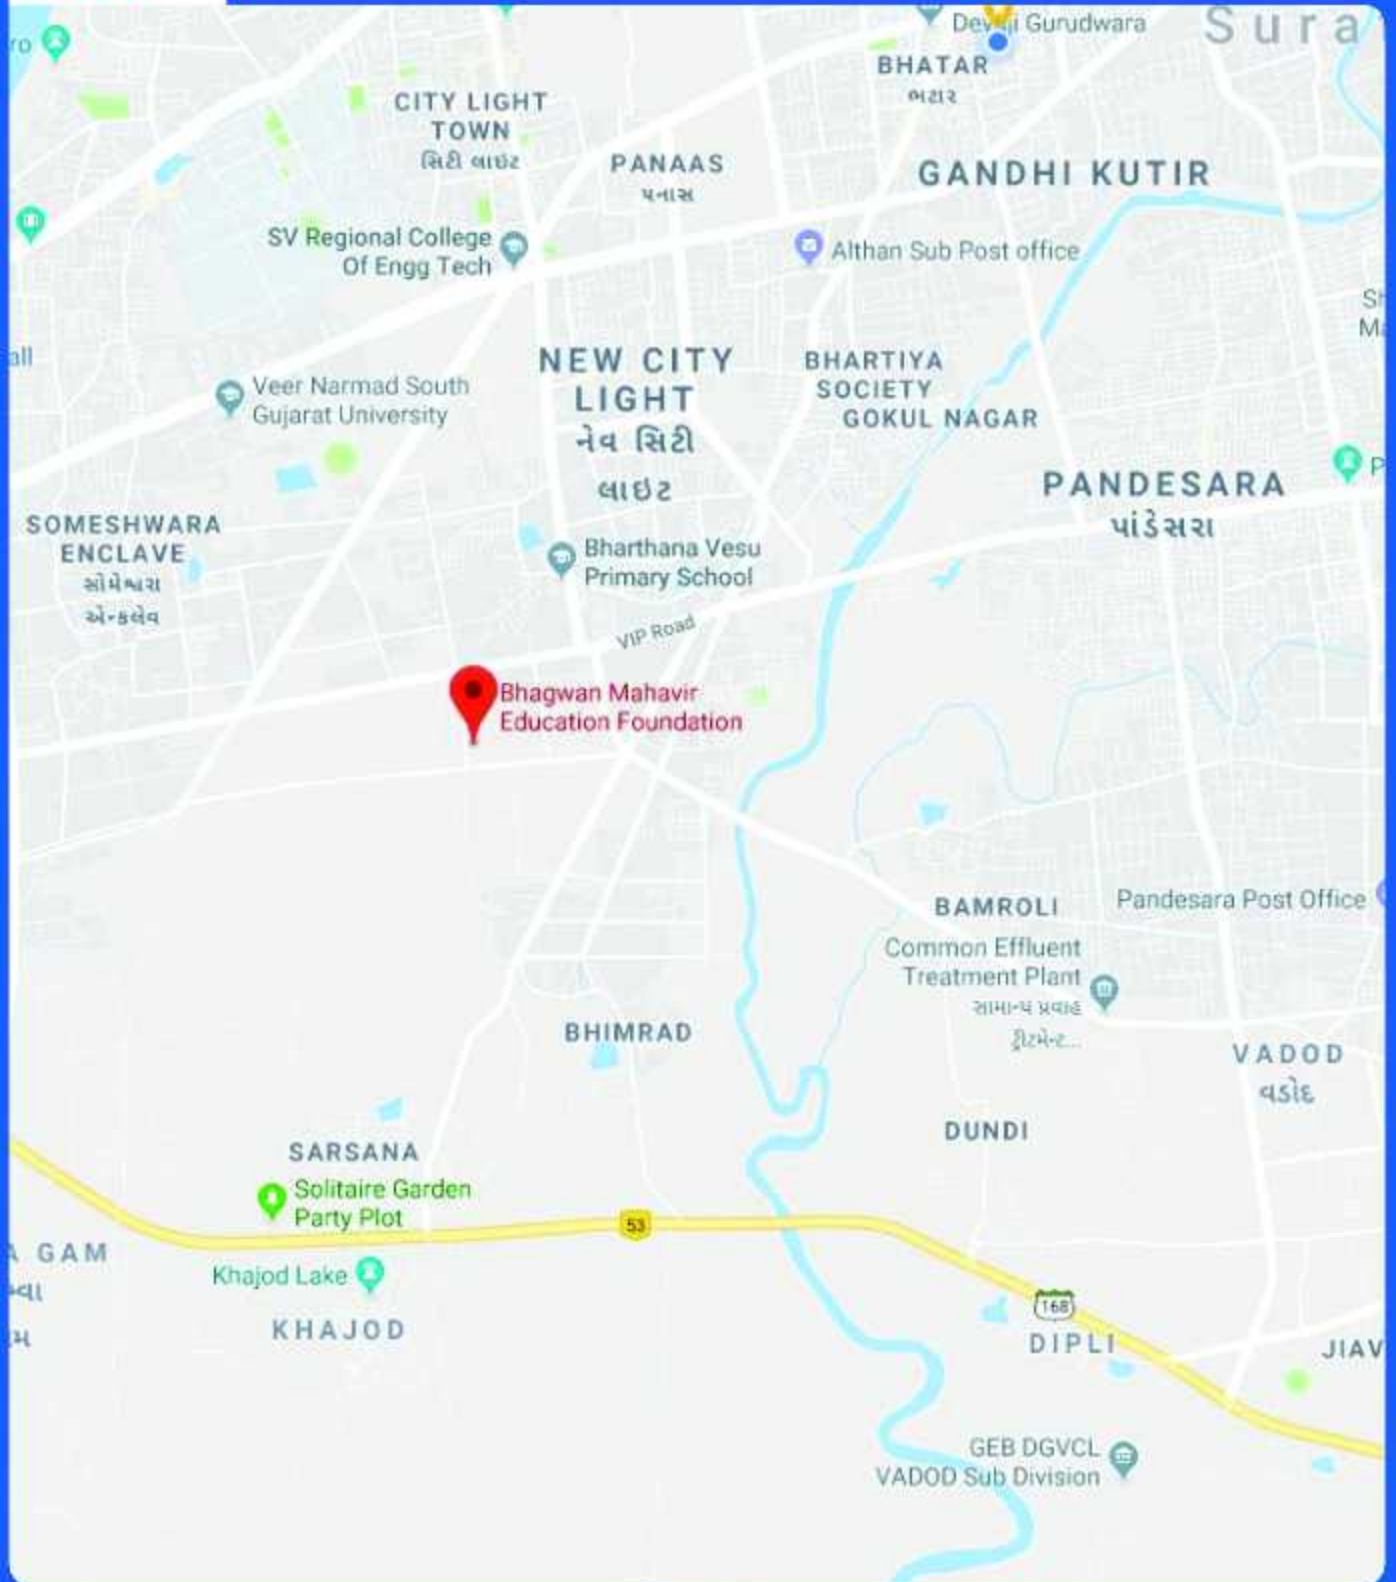 ro
Sura
Gurudwara
BHATAR
ભટાર
CITY LIGHT
TOWN
સિટી લાઇટ
PANAAS
પનાસ
GANDHI KUTIR
SV Regional College
Of Engg Tech
Althan Sub Post office
all
NEW CITY
LIGHT
નેવ સિટી
લાઇટ
BHARTIYA
SOCIETY
GOKUL NAGAR
Veer Narmad South
Gujarat University
PANDESARA
પાંડેસરા
SOMESHWARA
ENCLAVE
સોમેશ્વરા
એન્કલેવ
Bharthana Vesu
Primary School
VIP Road
Bhagwan Mahavir
Education Foundation
BAMROLI
Pandesara Post Office
Common Effluent
Treatment Plant
સામાન્ય પ્રવાહ
ટ્રીટમેન્ટ...
BHIMRAD
VADOD
વડોદ
DUNDI
SARSANA
Solitaire Garden
Party Plot
53
A GAM
Khajod Lake
KHAJOD
168
DIPLI
JIAV
GEB DGVCL
VADOD Sub Division